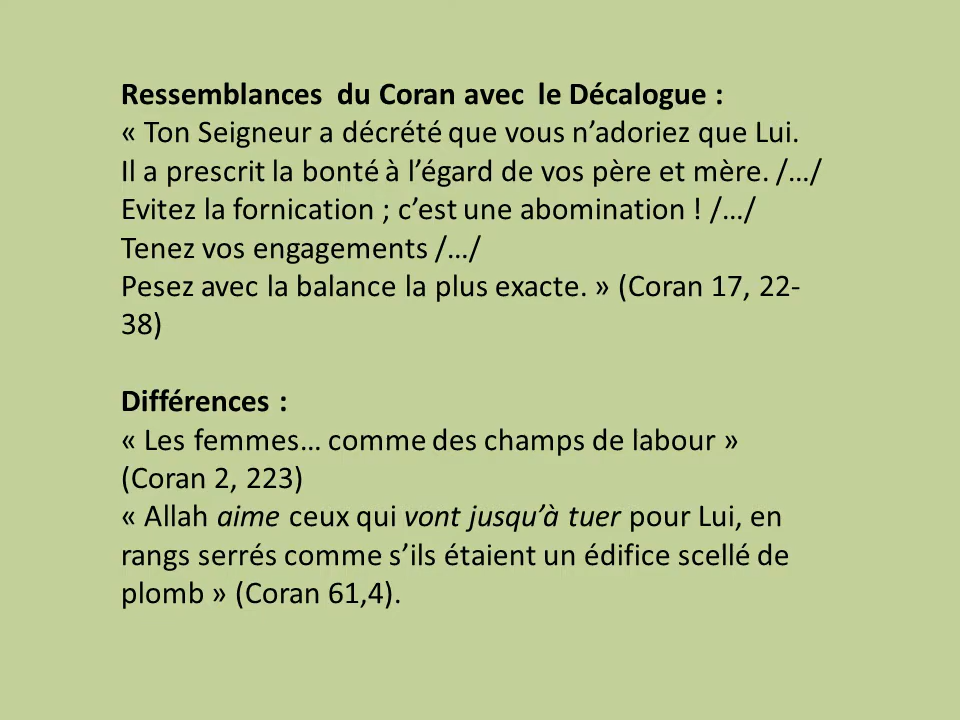 Ressemblances du Coran avec le Décalogue :
« Ton Seigneur a décrété que vous n’adoriez que Lui.
Il a prescrit la bonté à l’égard de vos père et mère. /…/
Evitez la fornication ; c’est une abomination ! /…/
Tenez vos engagements /…/
Pesez avec la balance la plus exacte. » (Coran 17, 22-
38)
Différences :
« Les femmes… comme des champs de labour »
(Coran 2, 223)
« Allah aime ceux qui vont jusqu’à tuer pour Lui, en
rangs serrés comme s’ils étaient un édifice scellé de
plomb » (Coran 61,4).